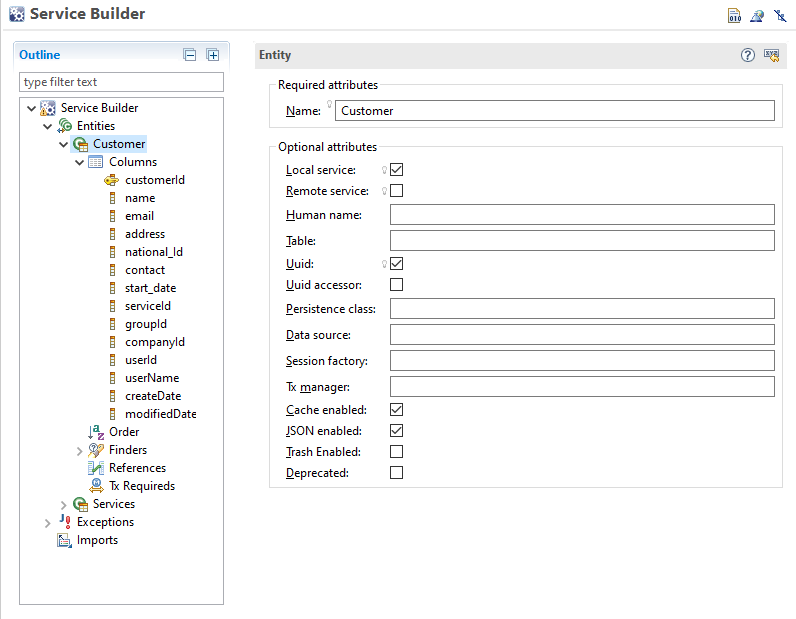 Service Builder
Outline
type filter text
Service Builder
Entities
Customer
Columns
customerId
name
email
address
national_Id
contact
start_date
serviceId
groupId
companyId
userId
userName
createDate
modifiedDate
Order
Finders
References
Tx Requireds
Services
Exceptions
Imports
Entity
Required attributes
Name: Customer
Optional attributes
Local service:
Remote service:
Human name:
Table:
Uuid:
Uuid accessor:
Persistence class:
Data source:
Session factory:
Tx manager:
Cache enabled:
JSON enabled:
Trash Enabled:
Deprecated: